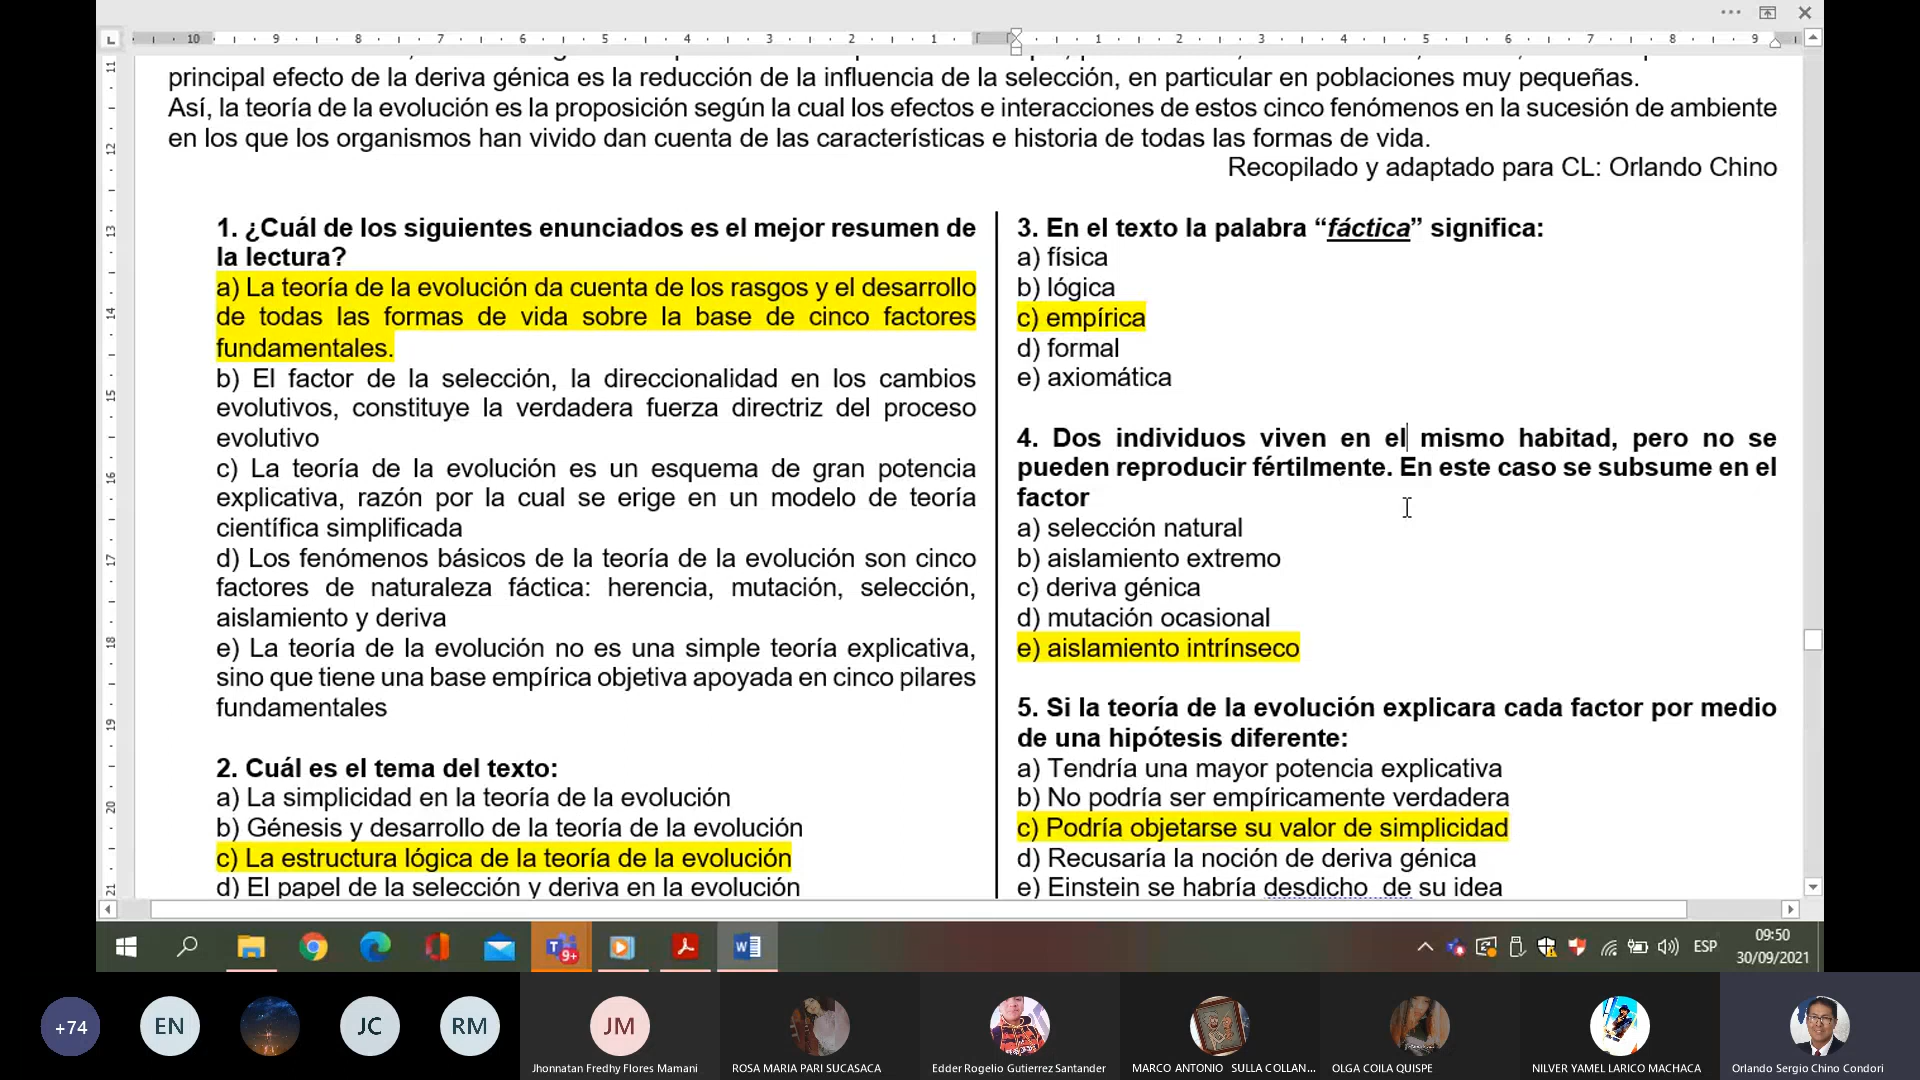 principal efecto de la deriva génica es la reducción de la influencia de la selección, en particular en poblaciones muy pequeñas.
Así, la teoría de la evolución es la proposición según la cual los efectos e interacciones de estos cinco fenómenos en la sucesión de ambiente
en los que los organismos han vivido dan cuenta de las características e historia de todas las formas de vida.
Recopilado y adaptado para CL: Orlando Chino
1. ¿Cuál de los siguientes enunciados es el mejor resumen de
la lectura?
a) La teoría de la evolución da cuenta de los rasgos y el desarrollo
de todas las formas de vida sobre la base de cinco factores
fundamentales.
b) El factor de la selección, la direccionalidad en los cambios
evolutivos, constituye la verdadera fuerza directriz del proceso
evolutivo
c) La teoría de la evolución es un esquema de gran potencia
explicativa, razón por la cual se erige en un modelo de teoría
científica simplificada
d) Los fenómenos básicos de la teoría de la evolución son cinco
factores de naturaleza fáctica: herencia, mutación, selección,
aislamiento y deriva
e) La teoría de la evolución no es una simple teoría explicativa,
sino que tiene una base empírica objetiva apoyada en cinco pilares
fundamentales
2. Cuál es el tema del texto:
a) La simplicidad en la teoría de la evolución
b) Génesis y desarrollo de la teoría de la evolución
c) La estructura lógica de la teoría de la evolución
d) El papel de la selección y deriva en la evolución
3. En el texto la palabra “fáctica” significa:
a) física
b) lógica
c) empírica
d) formal
e) axiomática
4. Dos individuos viven en el mismo habitad, pero no se
pueden reproducir fértilmente. En este caso se subsume en el
factor
a) selección natural
b) aislamiento extremo
c) deriva génica
d) mutación ocasional
e) aislamiento intrínseco
5. Si la teoría de la evolución explicara cada factor por medio
de una hipótesis diferente:
a) Tendría una mayor potencia explicativa
b) No podría ser empíricamente verdadera
c) Podría objetarse su valor de simplicidad
d) Recusaría la noción de deriva génica
e) Einstein se habría desdicho de su idea
ESP
09:50
30/09/2021
+74
EN
JC
RM
JM
Jhonnatan Fredhy Flores Mamani
ROSA MARIA PARI SUCASACA
Edder Rogelio Gutierrez Santander
MARCO ANTONIO SULLA COLLAN...
OLGA COILA QUISPE
NILVER YAMEL LARICO MACHACA
Orlando Sergio Chino Condori